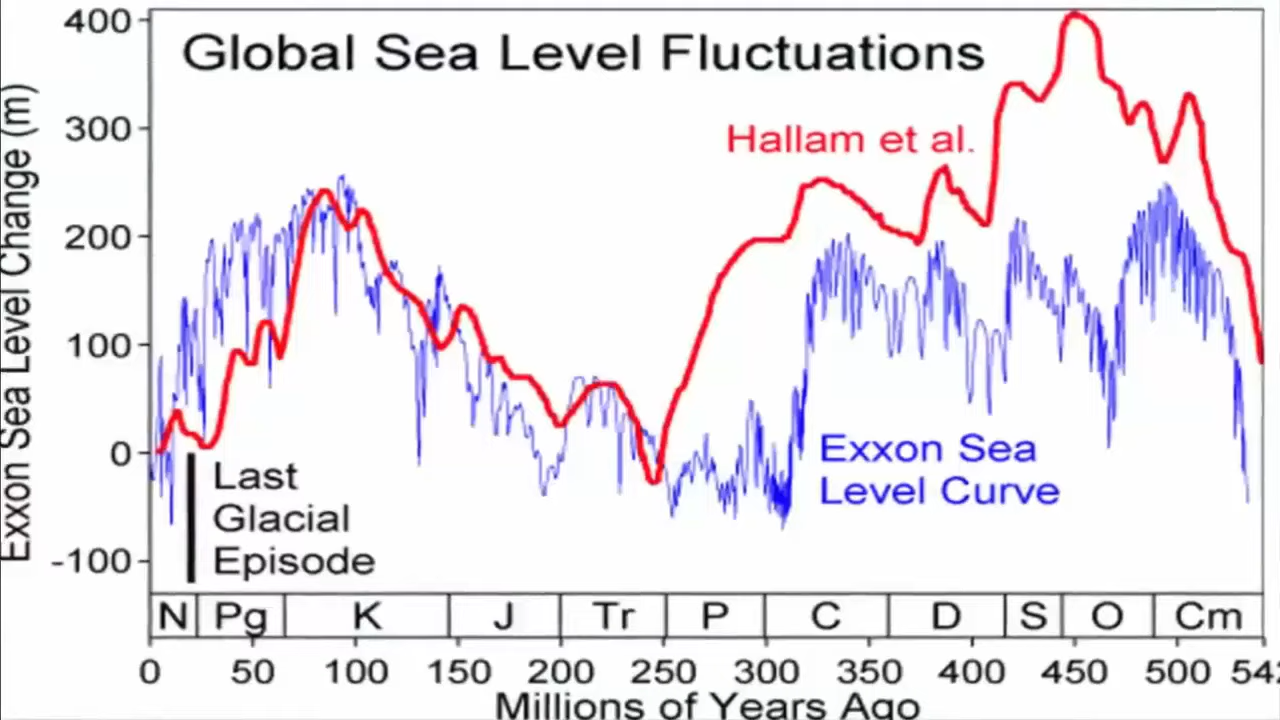 Global Sea Level Fluctuations
Exxon Sea Level Change (m)
400
300
200
100
0
-100
Hallam et al.
Exxon Sea
Level Curve
Last
Glacial
Episode
N Pg K J Tr P C D S O Cm
0 50 100 150 200 250 300 350 400 450 500 542
Millions of Years Ago